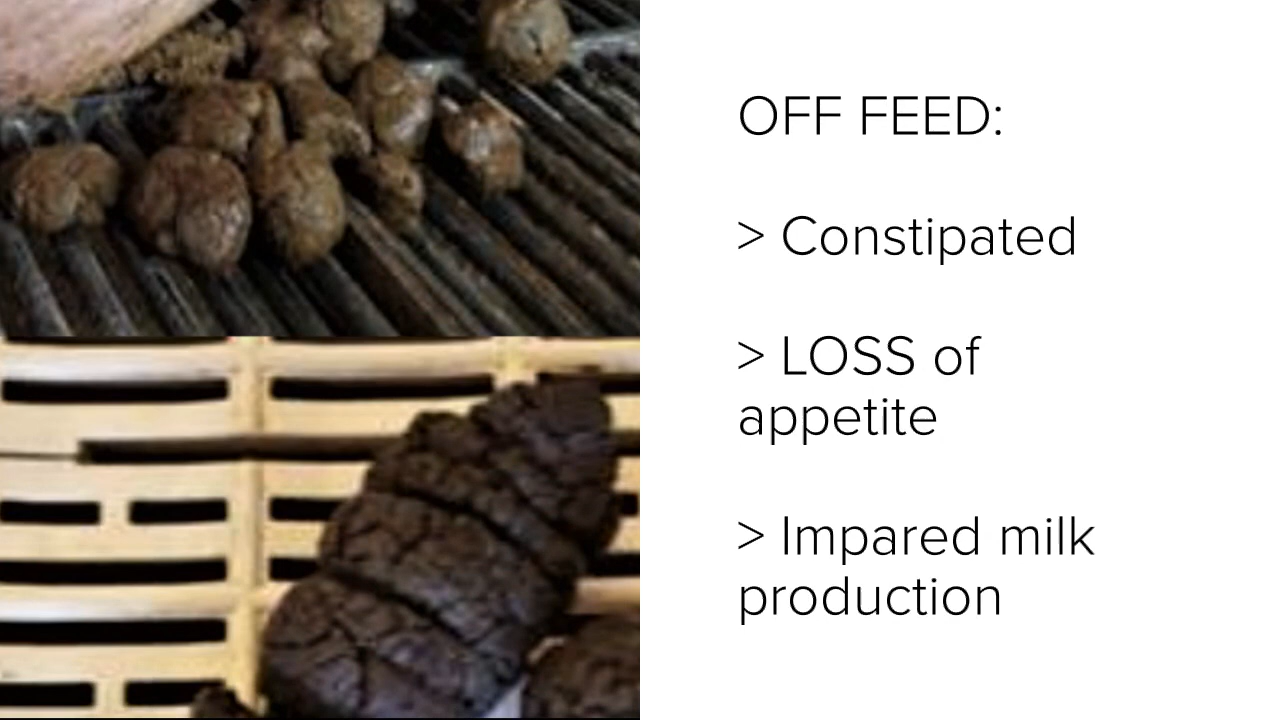 OFF FEED:
> Constipated
> LOSS of
appetite
> Impared milk
production